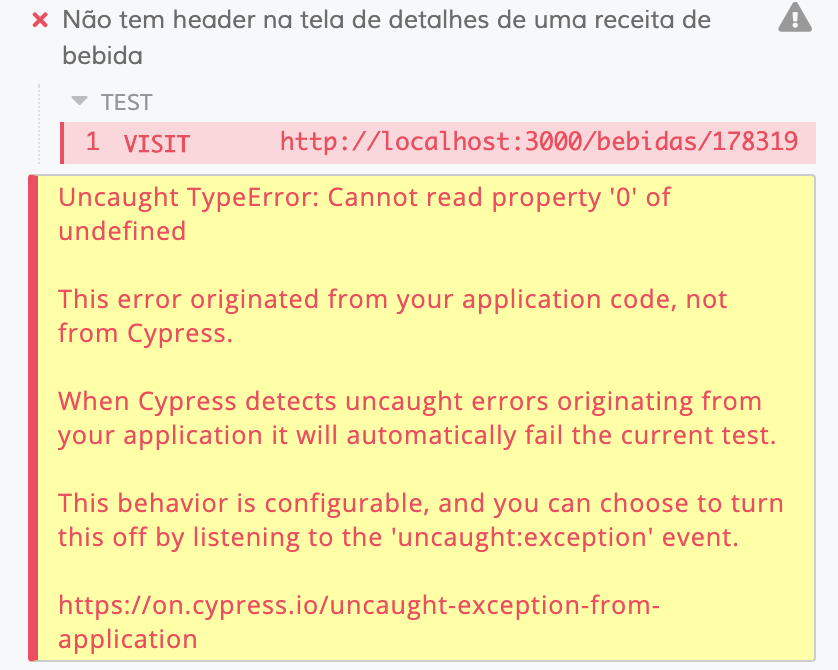 Não tem header na tela de detalhes de uma receita de
bebida
TEST
1 VISIT http://localhost:3000/bebidas/178319
Uncaught TypeError: Cannot read property '0' of
undefined
This error originated from your application code, not
from Cypress.
When Cypress detects uncaught errors originating from
your application it will automatically fail the current test.
This behavior is configurable, and you can choose to turn
this off by listening to the 'uncaught:exception' event.
https://on.cypress.io/uncaught-exception-from-
application